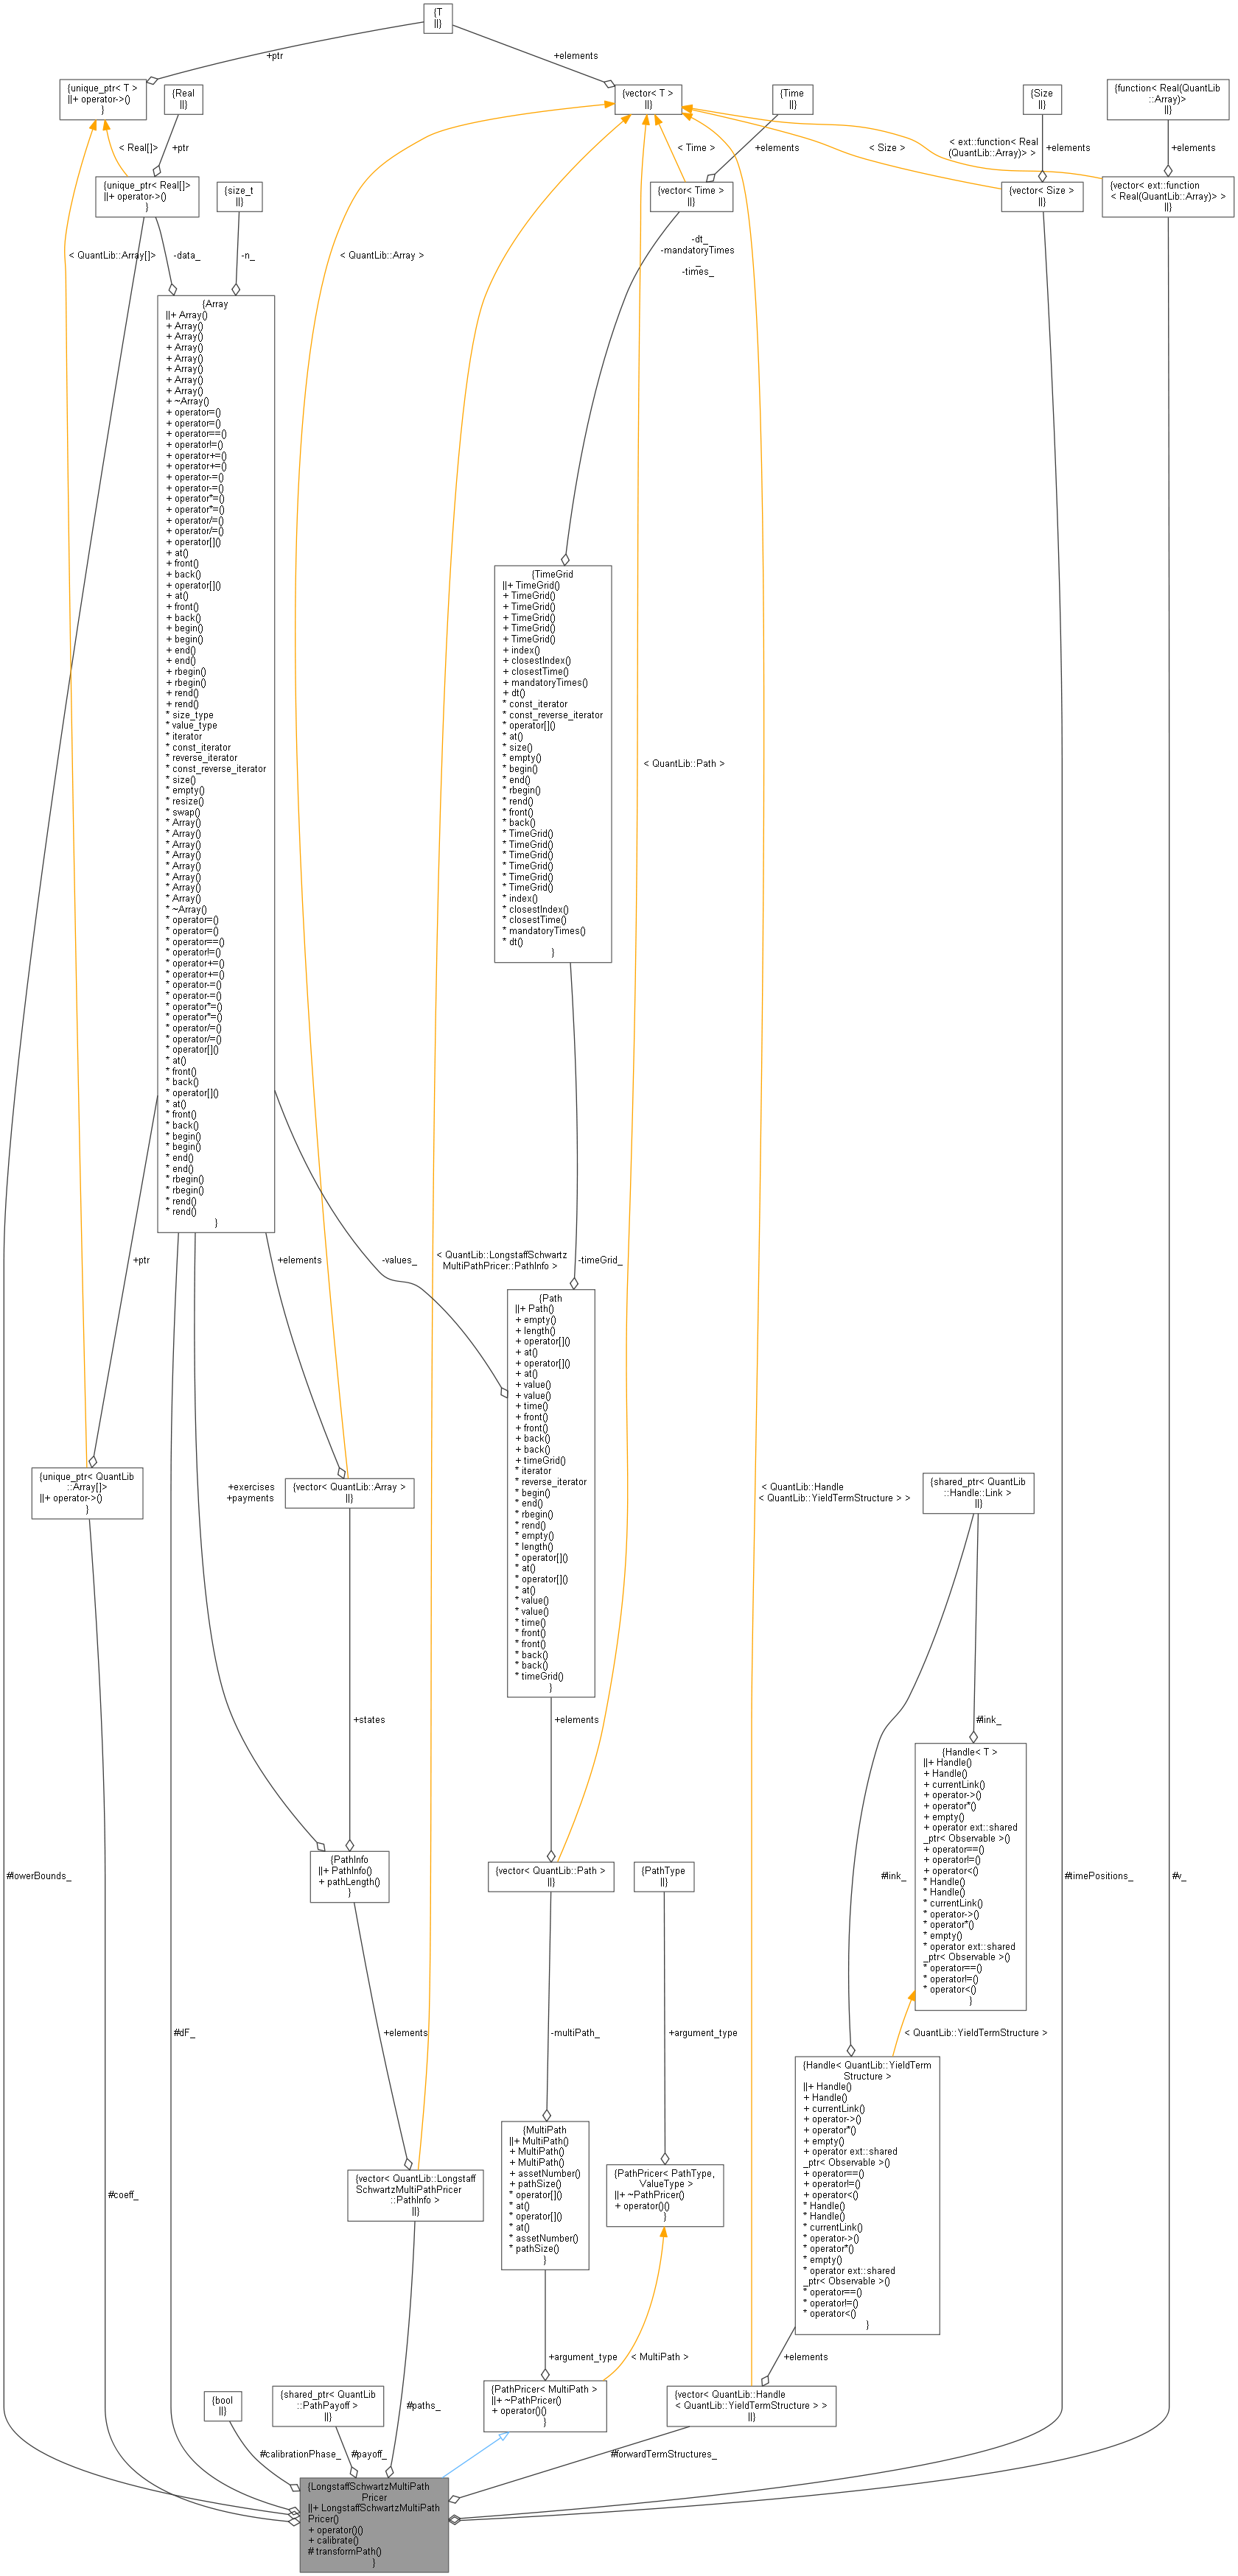 {T
||}
+ptr
+elements
{unique_ptr< T >
||+ operator->()
}
{Real
||}
{vector< T >
||}
{Time
||}
{Size
||}
{function< Real(QuantLib
::Array)>
||}
< Real[]>
+ptr
< Time >
+elements
< Size >
< ext::function< Real
(QuantLib::Array)> >
+elements
+elements
{unique_ptr< Real[]>
||+ operator->()
}
{size_t
||}
{vector< Time >
||}
{vector< Size >
||}
{vector< ext::function
< Real(QuantLib::Array)> >
||}
< QuantLib::Array[]>
-data_
-n_
< QuantLib::Array >
-dt_
-mandatoryTimes
_
-times_
{Array
||+ Array()
+ Array()
+ Array()
+ Array()
+ Array()
+ Array()
+ Array()
+ Array()
+ ~Array()
+ operator=()
+ operator=()
+ operator==()
+ operator!=()
+ operator+=()
+ operator+=()
+ operator-=()
+ operator-=()
+ operator*=()
+ operator*=()
+ operator/=()
+ operator/=()
+ operator[]()
+ at()
+ front()
+ back()
+ operator[]()
+ at()
+ front()
+ back()
+ begin()
+ begin()
+ end()
+ end()
+ rbegin()
+ rbegin()
+ rend()
+ rend()
* size_type
* value_type
* iterator
* const_iterator
* reverse_iterator
* const_reverse_iterator
* size()
* empty()
* resize()
* swap()
* Array()
* Array()
* Array()
* Array()
* Array()
* Array()
* Array()
* Array()
* ~Array()
* operator=()
* operator=()
* operator==()
* operator!=()
* operator+=()
* operator+=()
* operator-=()
* operator-=()
* operator*=()
* operator*=()
* operator/=()
* operator/=()
* operator[]()
* at()
* front()
* back()
* operator[]()
* at()
* front()
* back()
* begin()
* begin()
* end()
* end()
* rbegin()
* rbegin()
* rend()
* rend()
}
{TimeGrid
||+ TimeGrid()
+ TimeGrid()
+ TimeGrid()
+ TimeGrid()
+ TimeGrid()
+ TimeGrid()
+ index()
+ closestIndex()
+ closestTime()
+ mandatoryTimes()
+ dt()
* const_iterator
* const_reverse_iterator
* operator[]()
* at()
* size()
* empty()
* begin()
* end()
* rbegin()
* rend()
* front()
* back()
* TimeGrid()
* TimeGrid()
* TimeGrid()
* TimeGrid()
* TimeGrid()
* TimeGrid()
* index()
* closestIndex()
* closestTime()
* mandatoryTimes()
* dt()
}
< QuantLib::Path >
+ptr
+elements
-values_
< QuantLib::LongstaffSchwartz
MultiPathPricer::PathInfo >
-timeGrid_
{Path
||+ Path()
+ empty()
+ length()
+ operator[]()
+ at()
+ operator[]()
+ at()
+ value()
+ value()
+ time()
+ front()
+ front()
+ back()
+ back()
+ timeGrid()
* iterator
* reverse_iterator
* begin()
* end()
* rbegin()
* rend()
* empty()
* length()
* operator[]()
* at()
* operator[]()
* at()
* value()
* value()
* time()
* front()
* front()
* back()
* back()
* timeGrid()
}
{unique_ptr< QuantLib
::Array[]>
||+ operator->()
}
+exercises
+payments
{vector< QuantLib::Array >
||}
< QuantLib::Handle
< QuantLib::YieldTermStructure > >
{shared_ptr< QuantLib
::Handle::Link >
||}
+states
+elements
#link_
{Handle< T >
||+ Handle()
+ Handle()
+ currentLink()
+ operator->()
+ operator*()
+ empty()
+ operator ext::shared
_ptr< Observable >()
+ operator==()
+ operator!=()
+ operator<()
* Handle()
* Handle()
* currentLink()
* operator->()
* operator*()
* empty()
* operator ext::shared
_ptr< Observable >()
* operator==()
* operator!=()
* operator<()
}
#lowerBounds_
{PathInfo
||+ PathInfo()
+ pathLength()
}
{vector< QuantLib::Path >
||}
{PathType
||}
#link_
#timePositions_
#v_
#dF_
+elements
-multiPath_
+argument_type
< QuantLib::YieldTermStructure >
{Handle< QuantLib::YieldTerm
Structure >
||+ Handle()
+ Handle()
+ currentLink()
+ operator->()
+ operator*()
+ empty()
+ operator ext::shared
_ptr< Observable >()
+ operator==()
+ operator!=()
+ operator<()
* Handle()
* Handle()
* currentLink()
* operator->()
* operator*()
* empty()
* operator ext::shared
_ptr< Observable >()
* operator==()
* operator!=()
* operator<()
}
#coeff_
{vector< QuantLib::Longstaff
SchwartzMultiPathPricer
::PathInfo >
||}
{MultiPath
||+ MultiPath()
+ MultiPath()
+ MultiPath()
+ assetNumber()
+ pathSize()
* operator[]()
* at()
* operator[]()
* at()
* assetNumber()
* pathSize()
}
{PathPricer< PathType,
ValueType >
||+ ~PathPricer()
+ operator()()
}
+argument_type
< MultiPath >
+elements
{bool
||}
{shared_ptr< QuantLib
::PathPayoff >
||}
#paths_
{PathPricer< MultiPath >
||+ ~PathPricer()
+ operator()()
}
{vector< QuantLib::Handle
< QuantLib::YieldTermStructure > >
||}
#calibrationPhase_
#payoff_
#forwardTermStructures_
{LongstaffSchwartzMultiPath
Pricer
||+ LongstaffSchwartzMultiPath
Pricer()
+ operator()()
+ calibrate()
# transformPath()
}